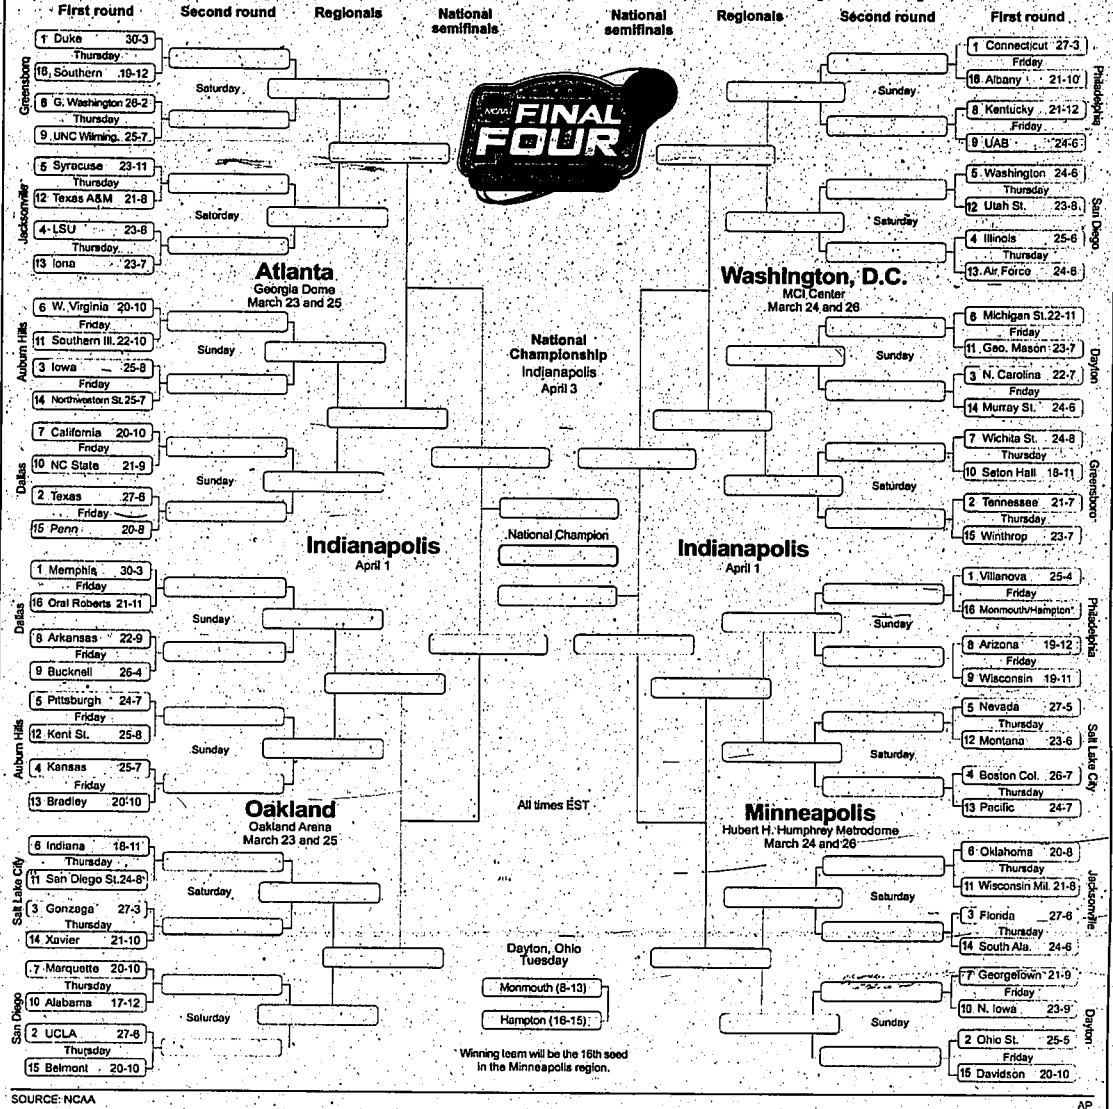 First round
Second round
Regionals
National
semifinals
National
semifinals
Regionals
Second round
First round
Greensboro
1 Duke 30-3
Thursday
16 Southern 19-12
Saturday
8 G. Washington 26-2
Thursday
9 UNC Wilming. 25-7
Jacksonville
5 Syracuse 23-11
Thursday
12 Texas A&M 21-8
Saturday
4 LSU 23-8
Thursday
13 Iona 23-7
Atlanta
Georgia Dome
March 23 and 25
Auburn Hills
6 W. Virginia 20-10
Friday
11 Southern Ill. 22-10
Sunday
3 Iowa 25-8
Friday
14 Northwestern St. 25-7
Dallas
7 California 20-10
Friday
10 NC State 21-9
Sunday
2 Texas 27-6
Friday
15 Penn 20-8
Indianapolis
April 1
Dallas
1 Memphis 30-3
Friday
16 Oral Roberts 21-11
Sunday
8 Arkansas 22-9
Friday
9 Bucknell 26-4
Auburn Hills
5 Pittsburgh 24-7
Friday
12 Kent St. 25-8
Sunday
4 Kansas 25-7
Friday
13 Bradley 20-10
Oakland
Oakland Arena
March 23 and 25
Salt Lake City
6 Indiana 18-11
Thursday
11 San Diego St. 24-8
Saturday
3 Gonzaga 27-3
Thursday
14 Xavier 21-10
San Diego
7 Marquette 20-10
Thursday
10 Alabama 17-12
Saturday
2 UCLA 27-6
Thursday
15 Belmont 20-10
NCAA
FINAL
FOUR
National
Championship
Indianapolis
April 3
National Champion
All times EST
Dayton, Ohio
Tuesday
Monmouth (8-13)
Hampton (16-15)
Winning team will be the 16th seed
in the Minneapolis region.
1 Connecticut 27-3
Friday
16 Albany 21-10
Sunday
8 Kentucky 21-12
Friday
9 UAB 24-6
Philadelphia
5 Washington 24-6
Thursday
12 Utah St. 23-8
Saturday
4 Illinois 25-6
Thursday
13 Air Force 24-6
San Diego
Washington, D.C.
MCI Center
March 24 and 26
6 Michigan St. 22-11
Friday
11 Geo. Mason 23-7
Sunday
3 N. Carolina 22-7
Friday
14 Murray St. 24-6
Dayton
7 Wichita St. 24-8
Thursday
10 Seton Hall 18-11
Saturday
2 Tennessee 21-7
Thursday
15 Winthrop 23-7
Greensboro
Indianapolis
April 1
1 Villanova 25-4
Friday
16 Monmouth/Hampton*
Sunday
8 Arizona 19-12
Friday
9 Wisconsin 19-11
Philadelphia
5 Nevada 27-5
Thursday
12 Montana 23-6
Saturday
4 Boston Col. 26-7
Thursday
13 Pacific 24-7
Salt Lake City
Minneapolis
Hubert H. Humphrey Metrodome
March 24 and 26
6 Oklahoma 20-8
Thursday
11 Wisconsin Mil. 21-8
Saturday
3 Florida 27-6
Thursday
14 South Ala. 24-6
Jacksonville
7 Georgetown 21-9
Friday
10 N. Iowa 23-9
Sunday
2 Ohio St. 25-5
Friday
15 Davidson 20-10
Dayton
SOURCE: NCAA
AP